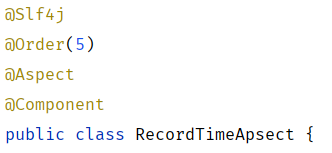 @Slf4j
@Order(5)
@Aspect
@Component
public class RecordTimeApsect {